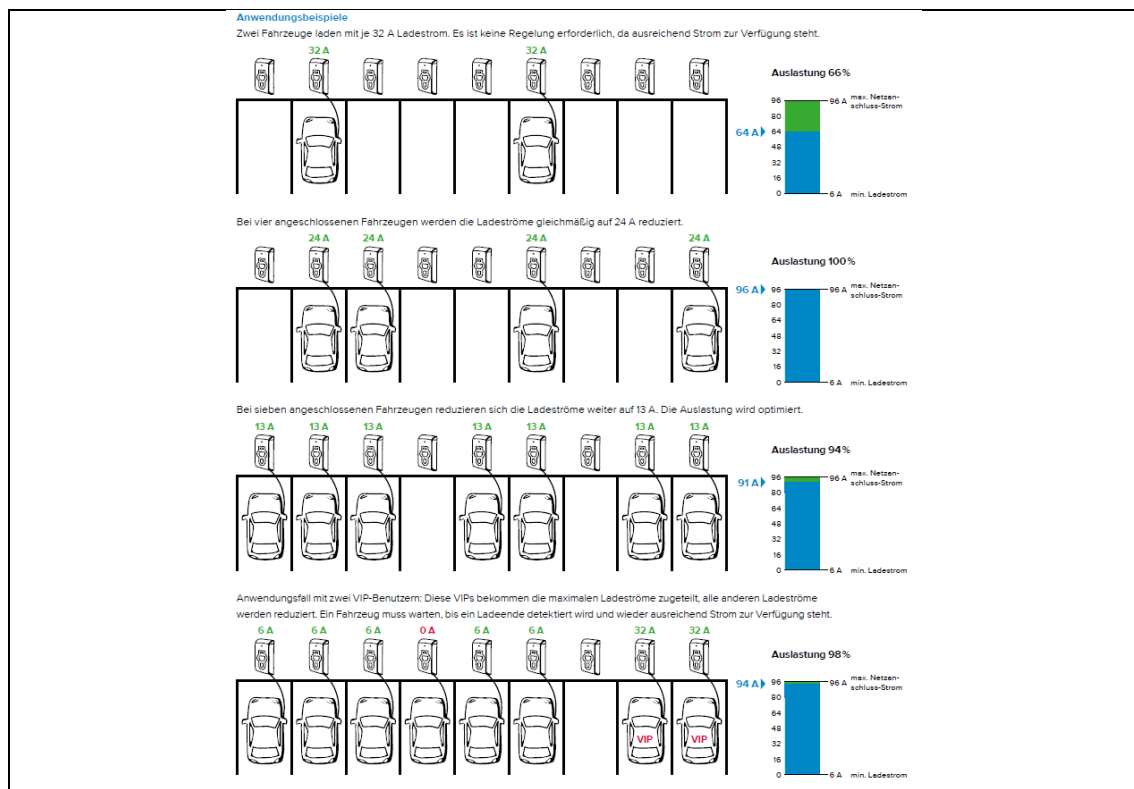 Anwendungsbeispiele
Zwei Fahrzeuge laden mit je 32 A Ladestrom. Es ist keine Regelung erforderlich, da ausreichend Strom zur Verfügung steht.
32 A 32 A
Auslastung 66%
96 96 A max. Netzan-
schluss-Strom
80
64 A 64
48
32
16
0 6 A min. Ladestrom
Bei vier angeschlossenen Fahrzeugen werden die Ladeströme gleichmäßig auf 24 A reduziert.
24 A 24 A 24 A 24 A
Auslastung 100%
96 A 96 96 A max. Netzan-
schluss-Strom
80
64
48
32
16
0 6 A min. Ladestrom
Bei sieben angeschlossenen Fahrzeugen reduzieren sich die Ladeströme weiter auf 13 A. Die Auslastung wird optimiert.
13 A 13 A 13 A 13 A 13 A 13 A 13 A
Auslastung 94%
91 A 96 96 A max. Netzan-
schluss-Strom
80
64
48
32
16
0 6 A min. Ladestrom
Anwendungsfall mit zwei VIP-Benutzern: Diese VIPs bekommen die maximalen Ladeströme zugeteilt, alle anderen Ladeströme
werden reduziert. Ein Fahrzeug muss warten, bis ein Ladeende detektiert wird und wieder ausreichend Strom zur Verfügung steht.
6 A 6 A 6 A 0 A 6 A 6 A 32 A 32 A
Auslastung 98%
94 A 96 96 A max. Netzan-
schluss-Strom
80
64
48
32
16
0 6 A min. Ladestrom
VIP VIP